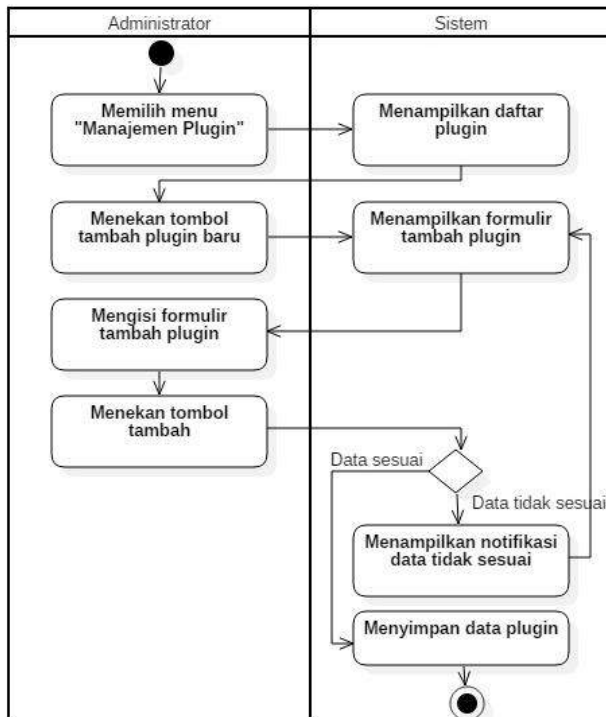 Administrator
Sistem
Memilih menu
"Manajemen Plugin"
Menampilkan daftar
plugin
Menekan tombol
tambah plugin baru
Menampilkan formulir
tambah plugin
Mengisi formulir
tambah plugin
Menekan tombol
tambah
Data sesuai
Data tidak sesuai
Menampilkan notifikasi
data tidak sesuai
Menyimpan data plugin